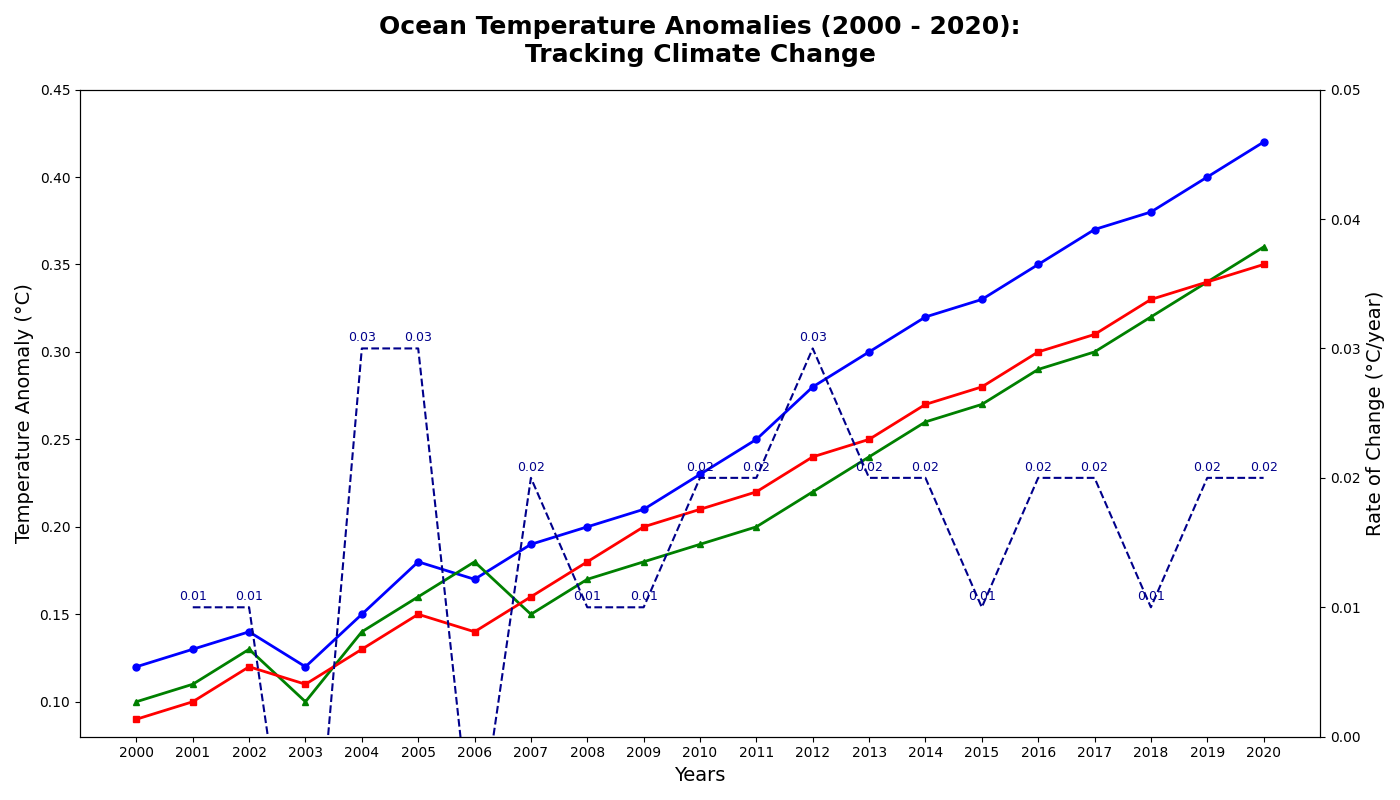 Ocean Temperature Anomalies (2000 - 2020):
Tracking Climate Change
Temperature Anomaly (°C)
0.45
0.40
0.35
0.30
0.25
0.20
0.15
0.10
0.01 0.01 0.03 0.03 0.02 0.01 0.01 0.02 0.02 0.03 0.02 0.02 0.01 0.02 0.02 0.01 0.02 0.02
0.05
0.04
0.03
0.02
0.01
0.00
Rate of Change (°C/year)
2000 2001 2002 2003 2004 2005 2006 2007 2008 2009 2010 2011 2012 2013 2014 2015 2016 2017 2018 2019 2020
Years